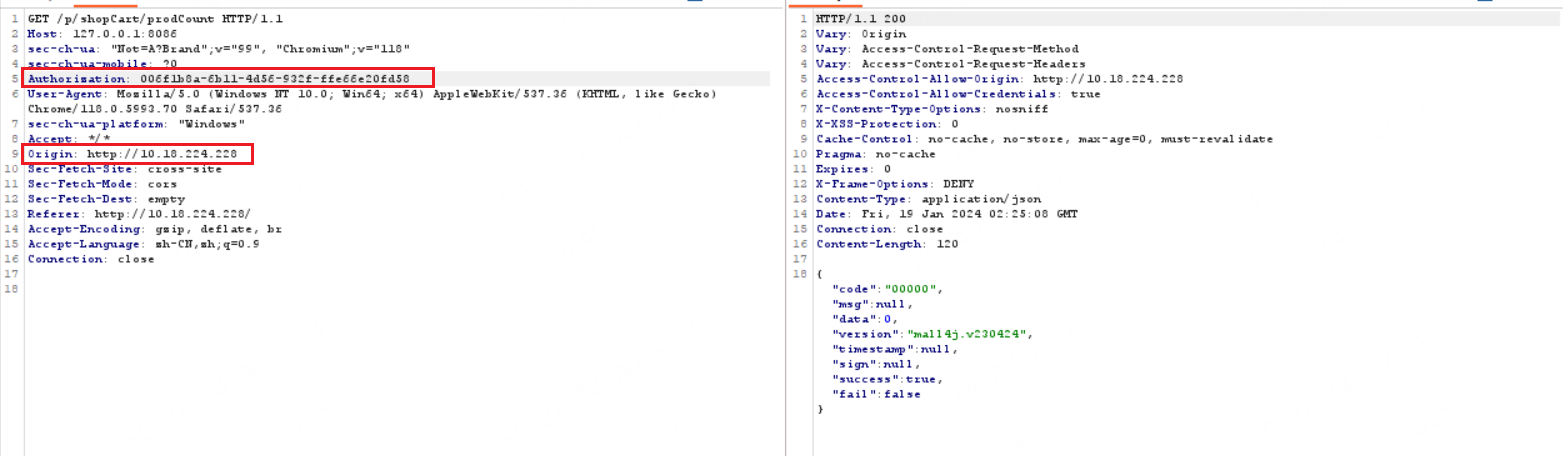 1 GET /p/shopCart/prodCount HTTP/1.1
2 Host: 127.0.0.1:8086
3 sec-ch-ua: "Not=A?Brand";v="99", "Chromium";v="118"
4 sec-ch-ua-mobile: ?0
5 Authorization: 006f1b8a-6b11-4d56-932f-ffe66e20fd58
6 User-Agent: Mozilla/5.0 (Windows NT 10.0; Win64; x64) AppleWebKit/537.36 (KHTML, like Gecko)
Chrome/118.0.5993.70 Safari/537.36
7 sec-ch-ua-platform: "Windows"
8 Accept: */*
9 Origin: http://10.18.224.228
10 Sec-Fetch-Site: cross-site
11 Sec-Fetch-Mode: cors
12 Sec-Fetch-Dest: empty
13 Referer: http://10.18.224.228/
14 Accept-Encoding: gzip, deflate, br
15 Accept-Language: zh-CN,zh;q=0.9
16 Connection: close
17
18
1 HTTP/1.1 200
2 Vary: Origin
3 Vary: Access-Control-Request-Method
4 Vary: Access-Control-Request-Headers
5 Access-Control-Allow-Origin: http://10.18.224.228
6 Access-Control-Allow-Credentials: true
7 X-Content-Type-Options: nosniff
8 X-XSS-Protection: 0
9 Cache-Control: no-cache, no-store, max-age=0, must-revalidate
10 Pragma: no-cache
11 Expires: 0
12 X-Frame-Options: DENY
13 Content-Type: application/json
14 Date: Fri, 19 Jan 2024 02:25:08 GMT
15 Connection: close
16 Content-Length: 120
17
18 {
"code":"00000",
"msg":null,
"data":0,
"version":"mall4j.v230424",
"timestamp":null,
"sign":null,
"success":true,
"fail":false
}